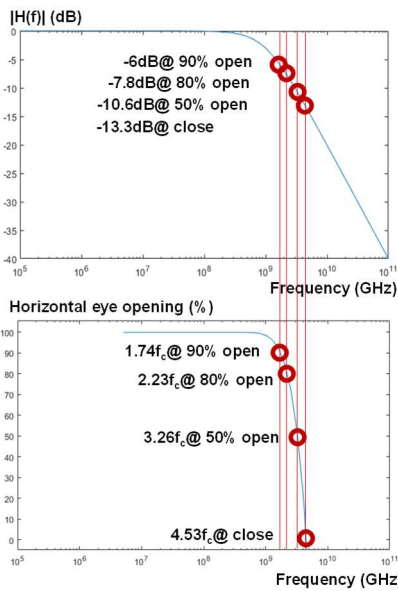 |H(f)| (dB)
0
-5
-10
-15
-20
-25
-30
-35
-40
-6dB@ 90% open
-7.8dB@ 80% open
-10.6dB@ 50% open
-13.3dB@ close
10^5 10^6 10^7 10^8 10^9 10^10 10^11
Frequency (GHz)
Horizontal eye opening (%)
100
90
80
70
60
50
40
30
20
10
0
1.74fc@ 90% open
2.23fc@ 80% open
3.26fc@ 50% open
4.53fc@ close
10^5 10^6 10^7 10^8 10^9 10^10 10^11
Frequency (GHz)